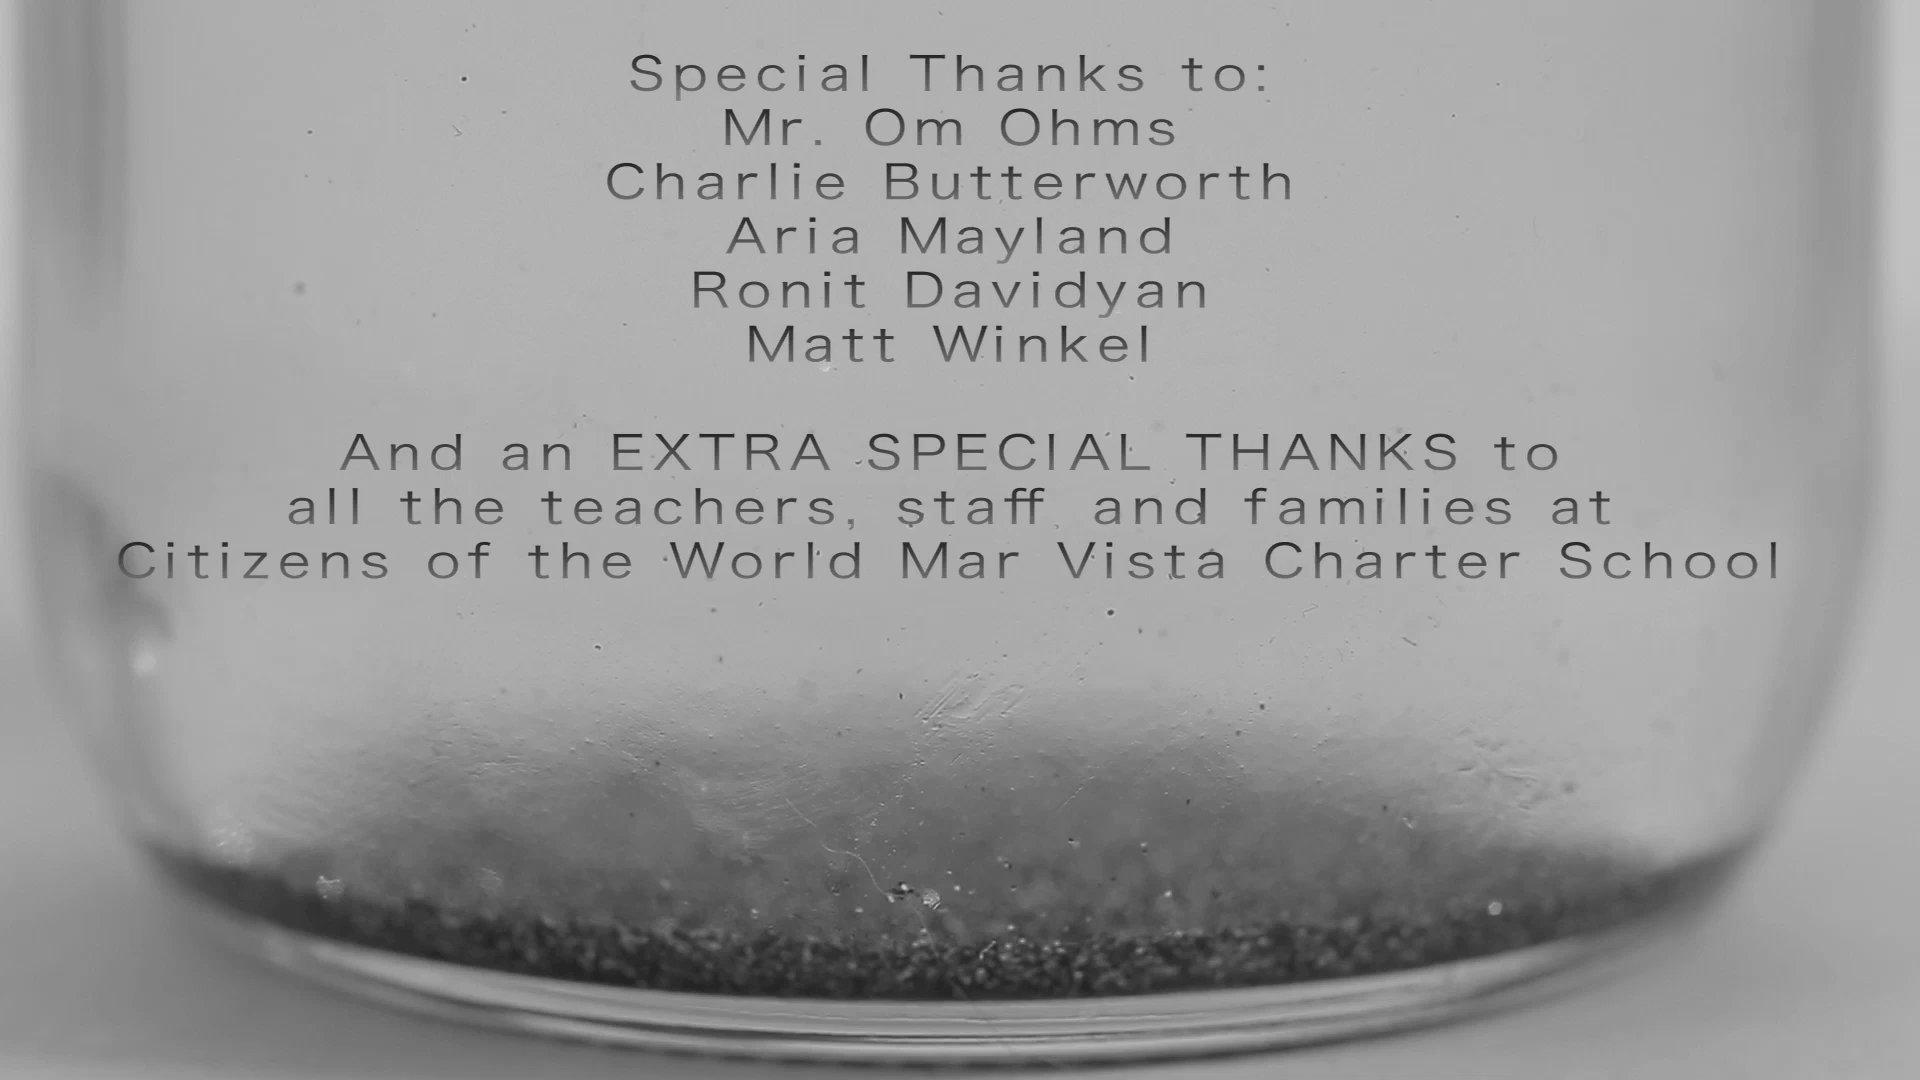 Special Thanks to:
Mr. Om Ohms
Charlie Butterworth
Aria Mayland
Ronit Davidyan
Matt Winkel
And an EXTRA SPECIAL THANKS to
all the teachers, staff, and families at
Citizens of the World Mar Vista Charter School